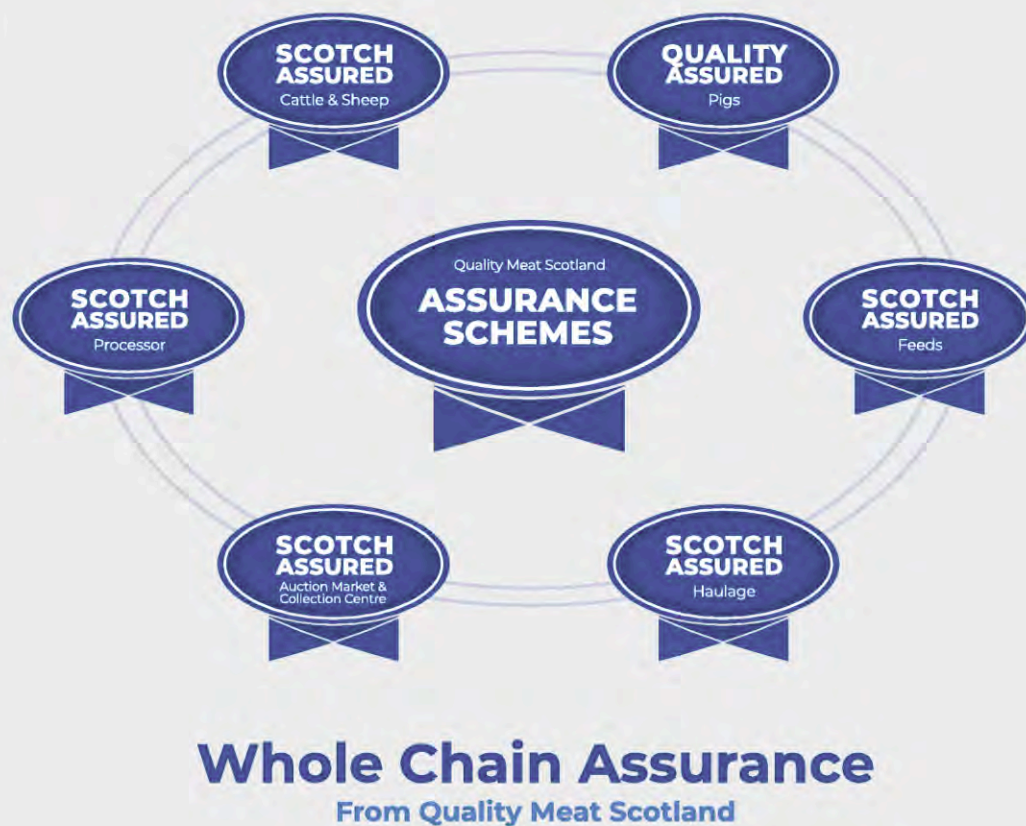 SCOTCH
ASSURED
Cattle & Sheep
QUALITY
ASSURED
Pigs
Quality Meat Scotland
ASSURANCE
SCHEMES
SCOTCH
ASSURED
Processor
SCOTCH
ASSURED
Feeds
SCOTCH
ASSURED
Auction Market &
Collection Centre
SCOTCH
ASSURED
Haulage
Whole Chain Assurance
From Quality Meat Scotland